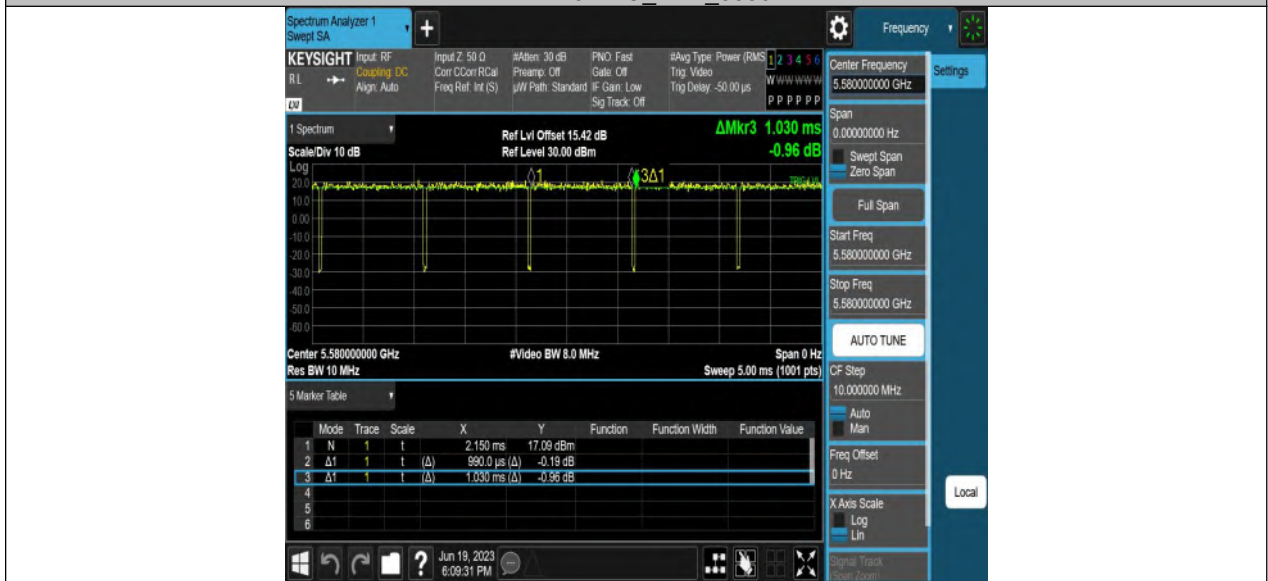 Spectrum Analyzer 1
Swept SA
+
Frequency
KEYSIGHT
RL
LXI
Input: RF
Coupling: DC
Align: Auto
Input Z: 50 Ω
Corr CCorr RCal
Freq Ref: Int (S)
#Atten: 30 dB
Preamp: Off
µW Path: Standard
PNO: Fast
Gate: Off
IF Gain: Low
Sig Track: Off
#Avg Type: Power (RMS
Trig: Video
Trig Delay: -50.00 µs
1 2 3 4 5 6
W W W W W W
P P P P P P
Center Frequency
5.580000000 GHz
Settings
1 Spectrum
Scale/Div 10 dB
Ref Lvl Offset 15.42 dB
Ref Level 30.00 dBm
ΔMkr3 1.030 ms
-0.96 dB
Span
0.00000000 Hz
Swept Span
Zero Span
Log
1
3Δ1
20.0
10.0
0.00
-10.0
-20.0
-30.0
-40.0
-50.0
-60.0
Full Span
Start Freq
5.580000000 GHz
Stop Freq
5.580000000 GHz
AUTO TUNE
Center 5.580000000 GHz
#Video BW 8.0 MHz
Span 0 Hz
Res BW 10 MHz
Sweep 5.00 ms (1001 pts)
CF Step
10.000000 MHz
Auto
Man
5 Marker Table
Mode Trace Scale X Y Function Function Width Function Value
1 N 1 t 2.150 ms 17.09 dBm
2 Δ1 1 t (Δ) 990.0 µs (Δ) -0.19 dB
3 Δ1 1 t (Δ) 1.030 ms (Δ) -0.96 dB
4
5
6
Freq Offset
0 Hz
X Axis Scale
Log
Lin
Local
?
Jun 19, 2023
6:09:31 PM
Signal Track
(Span Zoom)